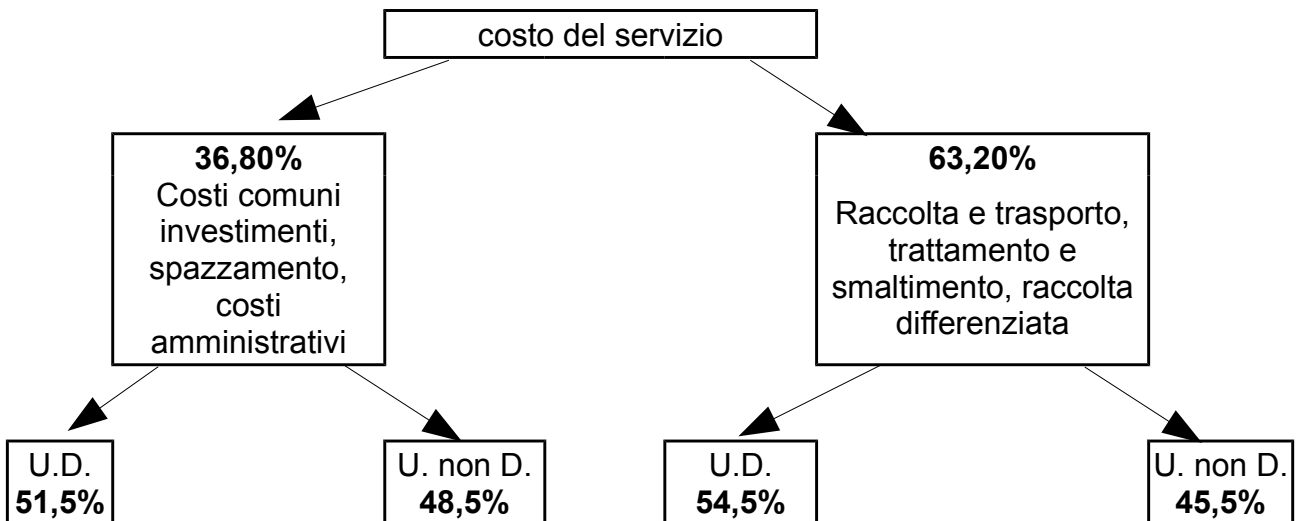 costo del servizio
36,80%
Costi comuni
investimenti,
spazzamento,
costi
amministrativi
63,20%
Raccolta e trasporto,
trattamento e
smaltimento, raccolta
differenziata
U.D.
51,5%
U. non D.
48,5%
U.D.
54,5%
U. non D.
45,5%